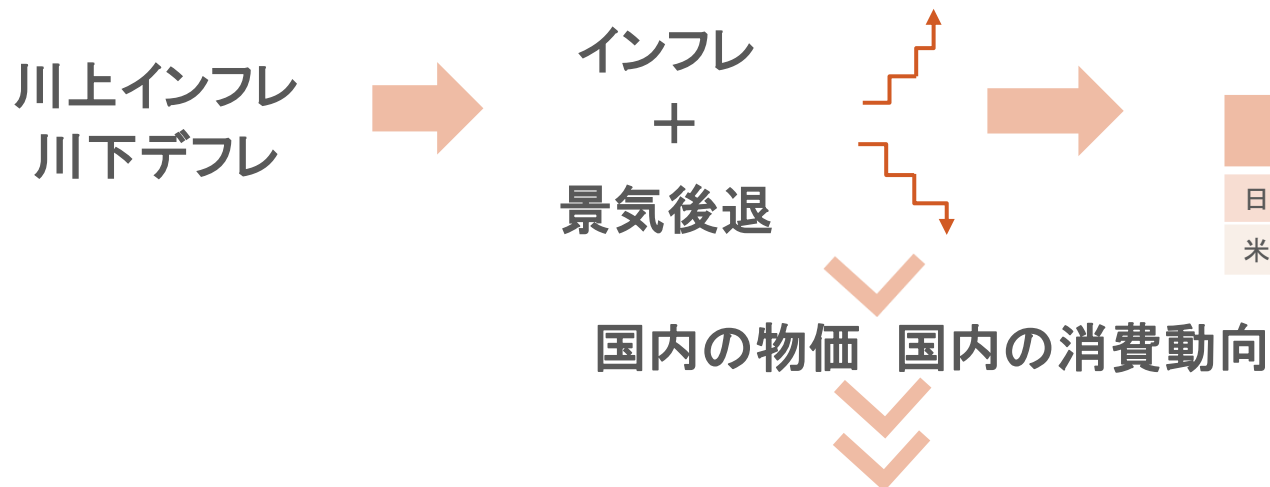 川上インフレ
川下デフレ
インフレ
＋
景気後退
日
米
国内の物価　国内の消費動向